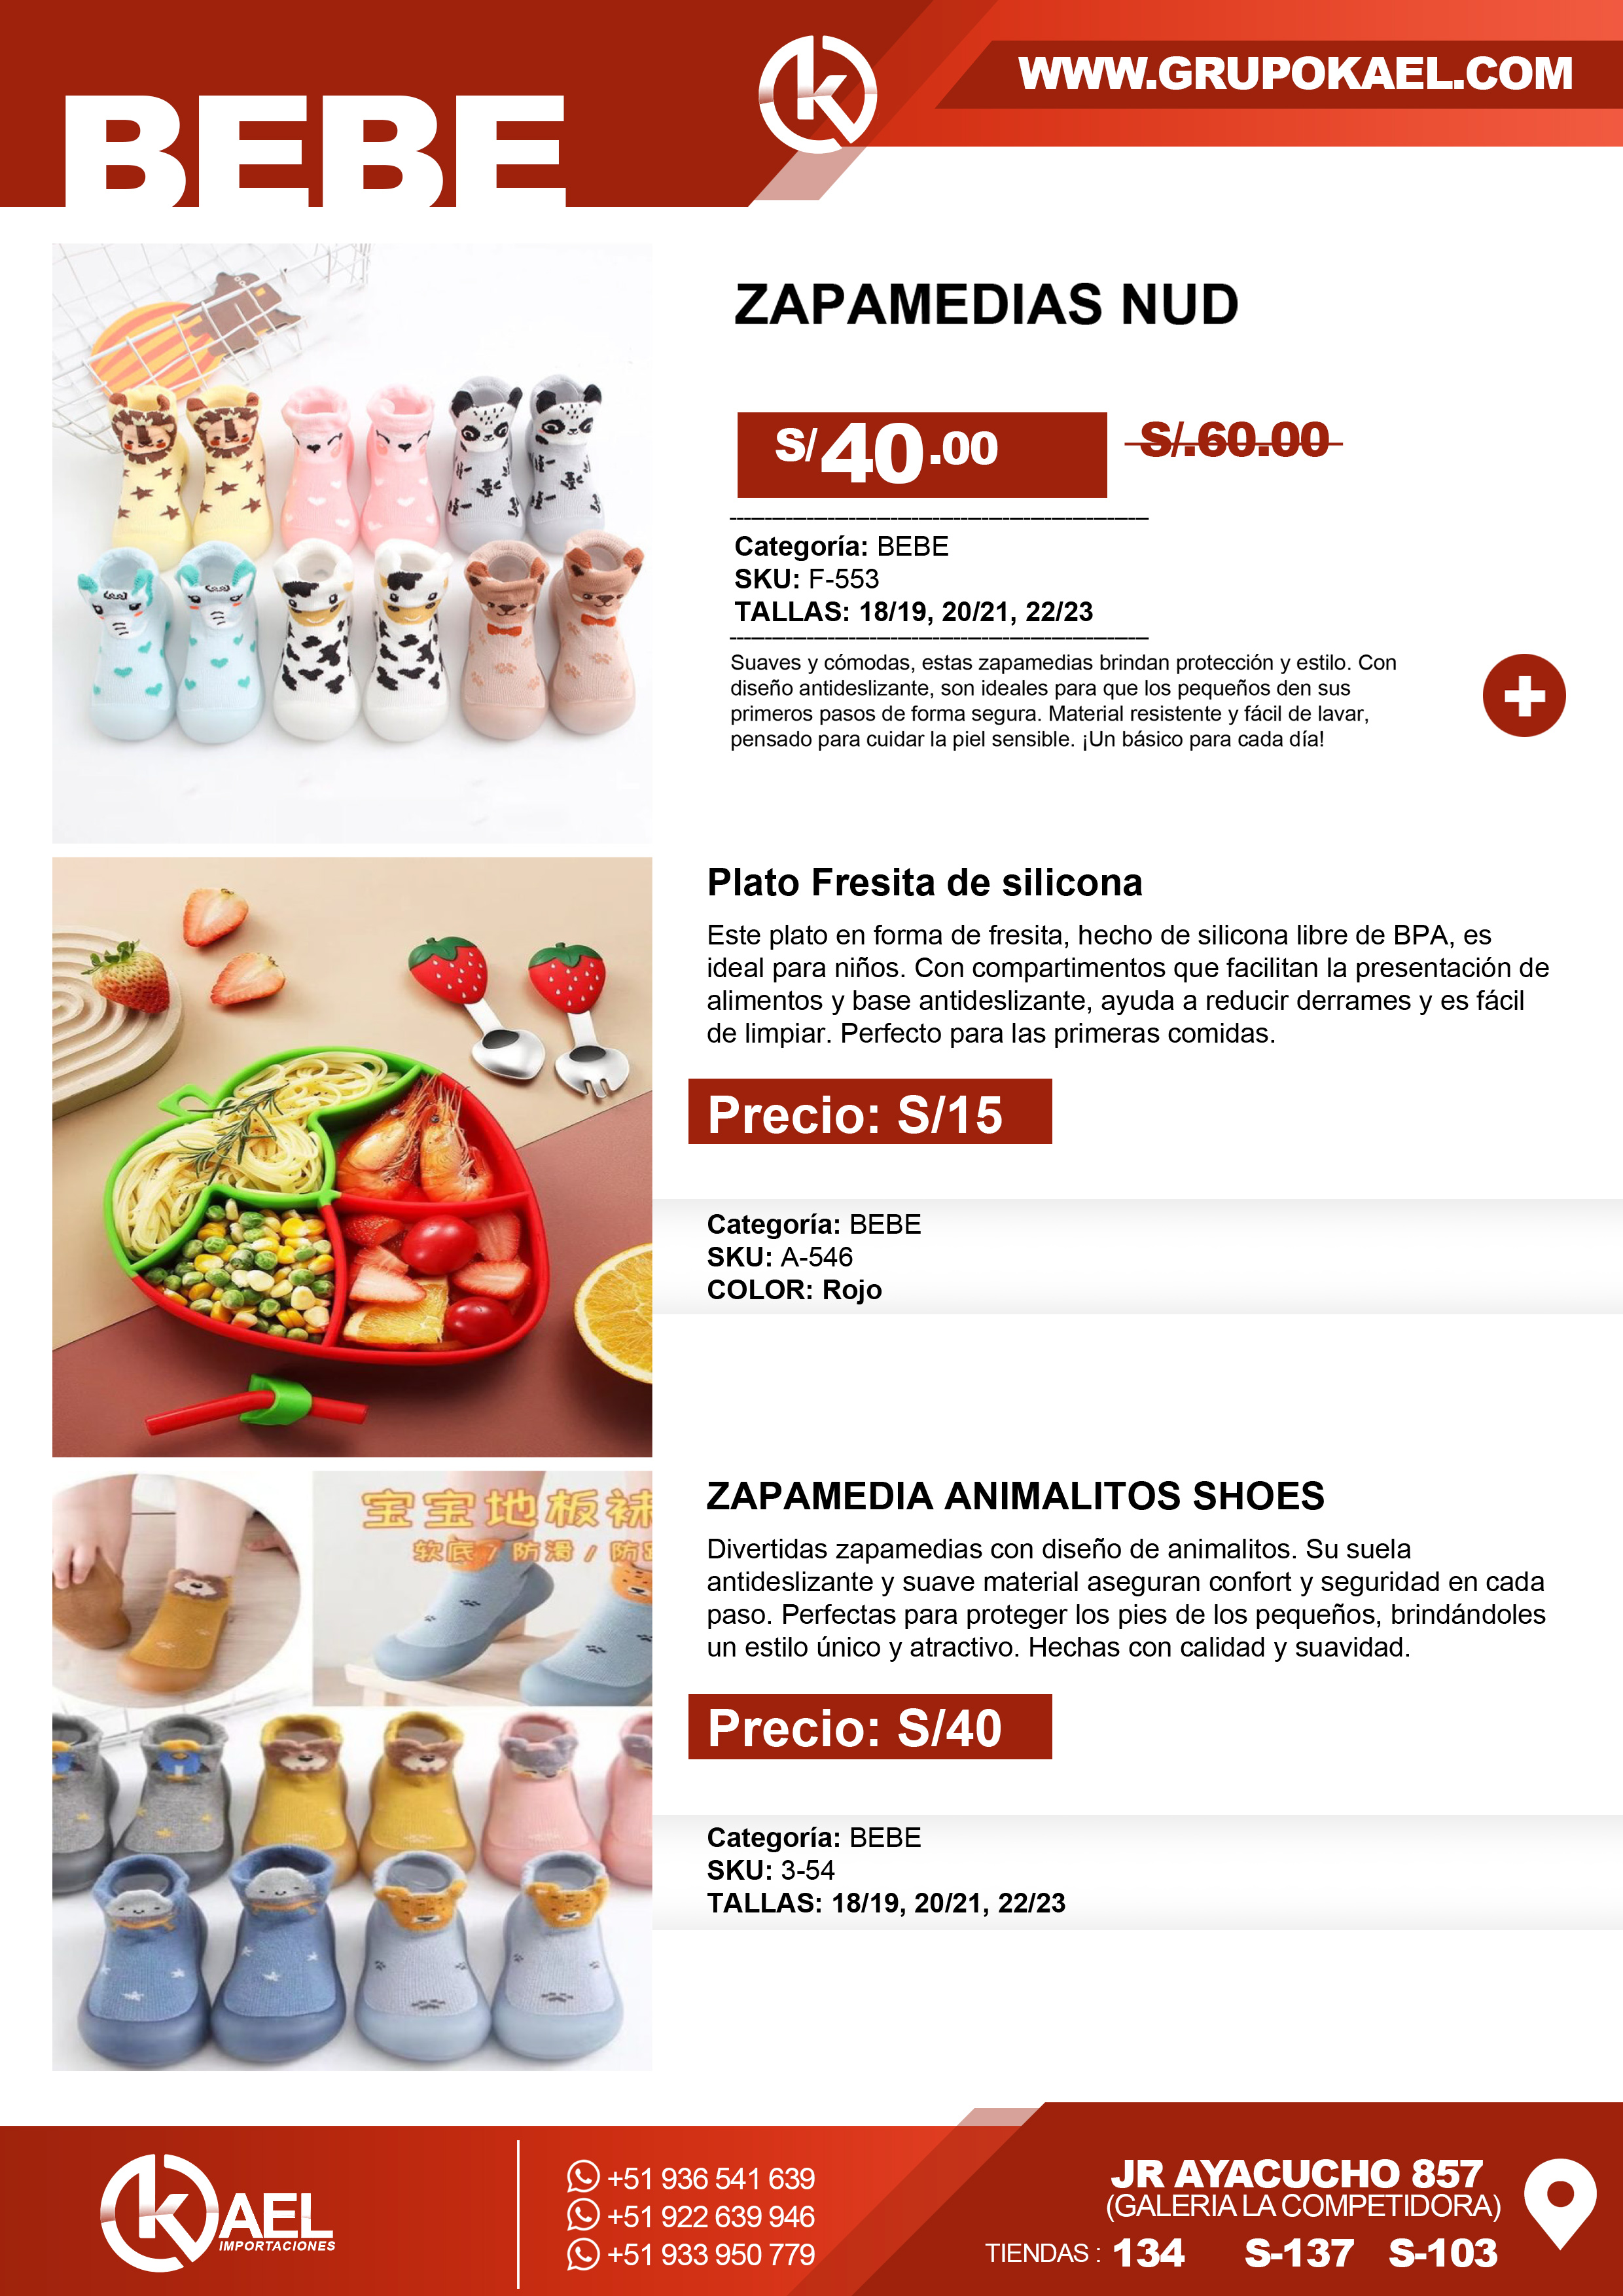 BEBE
WWW.GRUPOKAEL.COM
ZAPAMEDIAS NUD
S/40.00
S/.60.00
Categoría: BEBE
SKU: F-553
TALLAS: 18/19, 20/21, 22/23
Suaves y cómodas, estas zapamedias brindan protección y estilo. Con
diseño antideslizante, son ideales para que los pequeños den sus
primeros pasos de forma segura. Material resistente y fácil de lavar,
pensado para cuidar la piel sensible. ¡Un básico para cada día!
Plato Fresita de silicona
Este plato en forma de fresita, hecho de silicona libre de BPA, es
ideal para niños. Con compartimentos que facilitan la presentación de
alimentos y base antideslizante, ayuda a reducir derrames y es fácil
de limpiar. Perfecto para las primeras comidas.
Precio: S/15
Categoría: BEBE
SKU: A-546
COLOR: Rojo
宝宝地板袜
软底 / 防滑 / 防
ZAPAMEDIA ANIMALITOS SHOES
Divertidas zapamedias con diseño de animalitos. Su suela
antideslizante y suave material aseguran confort y seguridad en cada
paso. Perfectas para proteger los pies de los pequeños, brindándoles
un estilo único y atractivo. Hechas con calidad y suavidad.
Precio: S/40
Categoría: BEBE
SKU: 3-54
TALLAS: 18/19, 20/21, 22/23
KAEL
IMPORTACIONES
+51 936 541 639
+51 922 639 946
+51 933 950 779
JR AYACUCHO 857
(GALERIA LA COMPETIDORA)
TIENDAS : 134 S-137 S-103